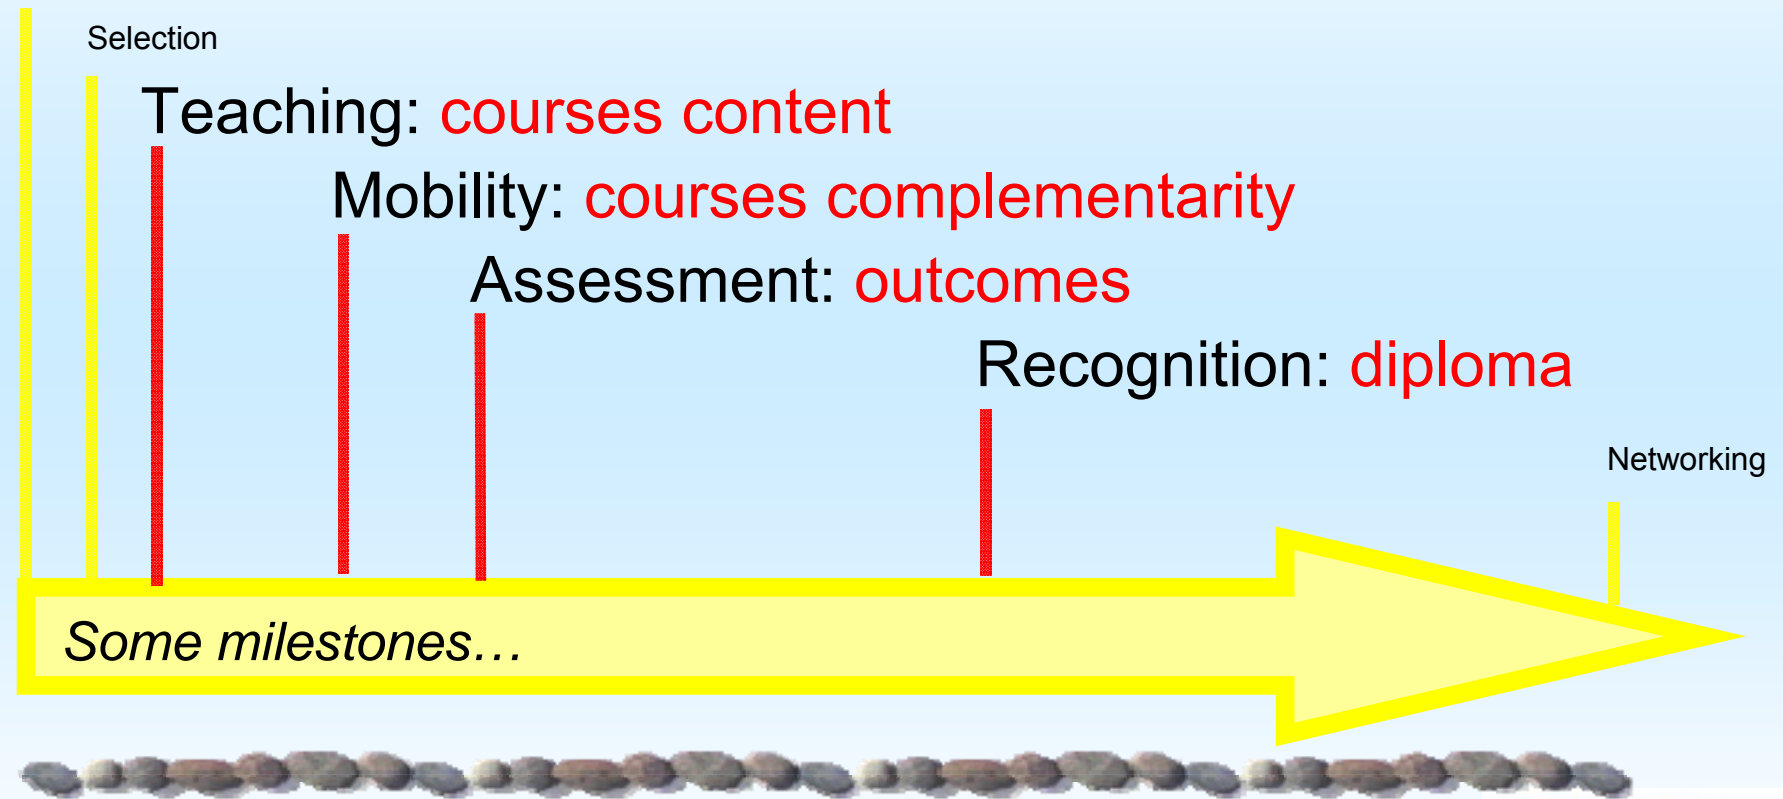 Selection
Teaching: courses content
Mobility: courses complementarity
Assessment: outcomes
Recognition: diploma
Networking
Some milestones…